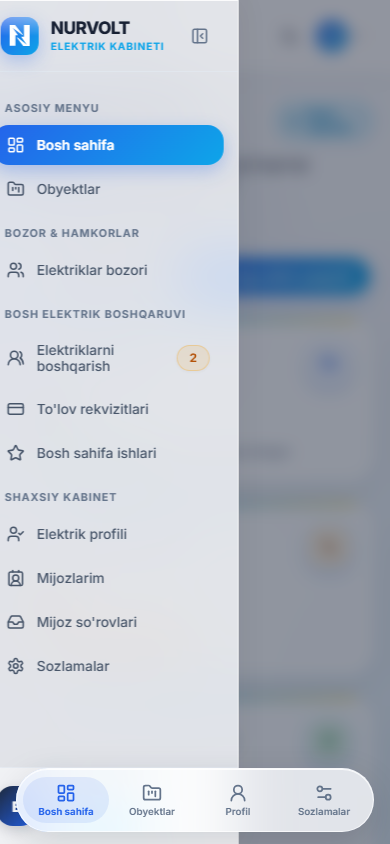 NURVOLT
ELEKTRIK KABINETI
ASOSIY MENYU
Bosh sahifa
Obyektlar
BOZOR & HAMKORLAR
Elektriklar bozori
BOSH ELEKTRIK BOSHQARUVI
Elektriklarni
boshqarish
2
To'lov rekvizitlari
Bosh sahifa ishlari
SHAXSIY KABINET
Elektrik profili
Mijozlarim
Mijoz so'rovlari
Sozlamalar
Bosh sahifa
Obyektlar
Profil
Sozlamalar